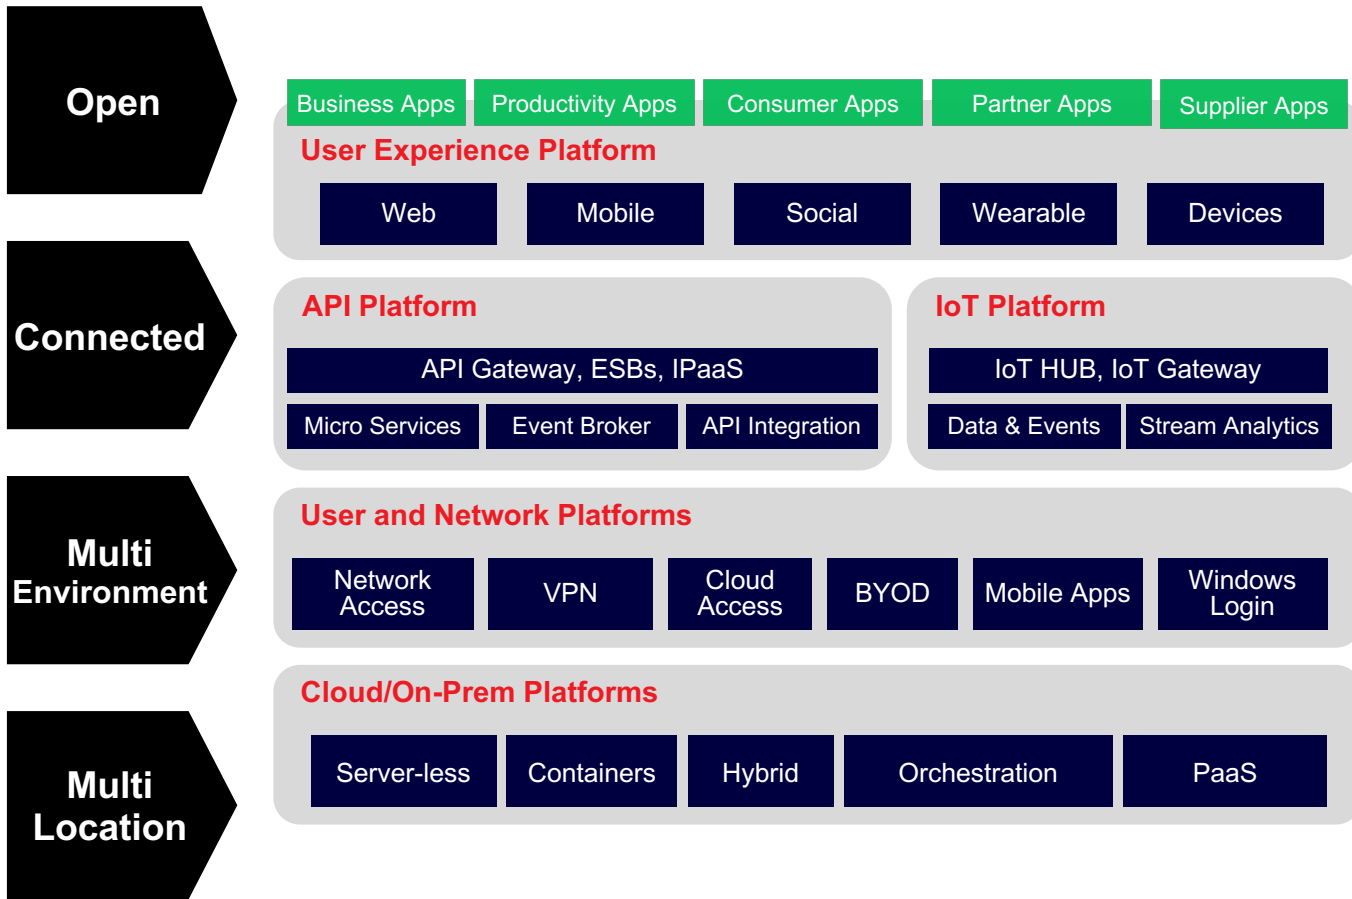 Open
Business Apps
Productivity Apps
Consumer Apps
Partner Apps
Supplier Apps
User Experience Platform
Web
Mobile
Social
Wearable
Devices
Connected
API Platform
API Gateway, ESBs, IPaaS
Micro Services
Event Broker
API Integration
IoT Platform
IoT HUB, IoT Gateway
Data & Events
Stream Analytics
Multi
Environment
User and Network Platforms
Network
Access
VPN
Cloud
Access
BYOD
Mobile Apps
Windows
Login
Multi
Location
Cloud/On-Prem Platforms
Server-less
Containers
Hybrid
Orchestration
PaaS